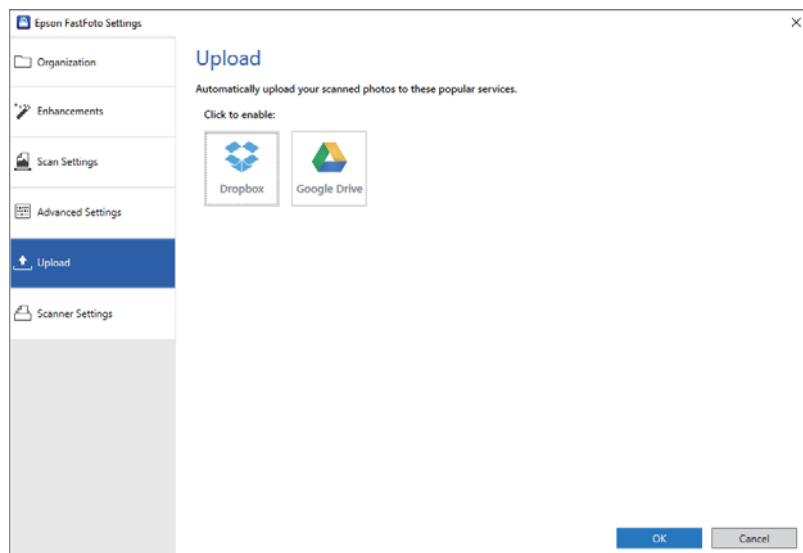 Epson FastFoto Settings
Organization
Enhancements
Scan Settings
Advanced Settings
Upload
Scanner Settings
Upload
Automatically upload your scanned photos to these popular services.
Click to enable:
Dropbox
Google Drive
OK
Cancel